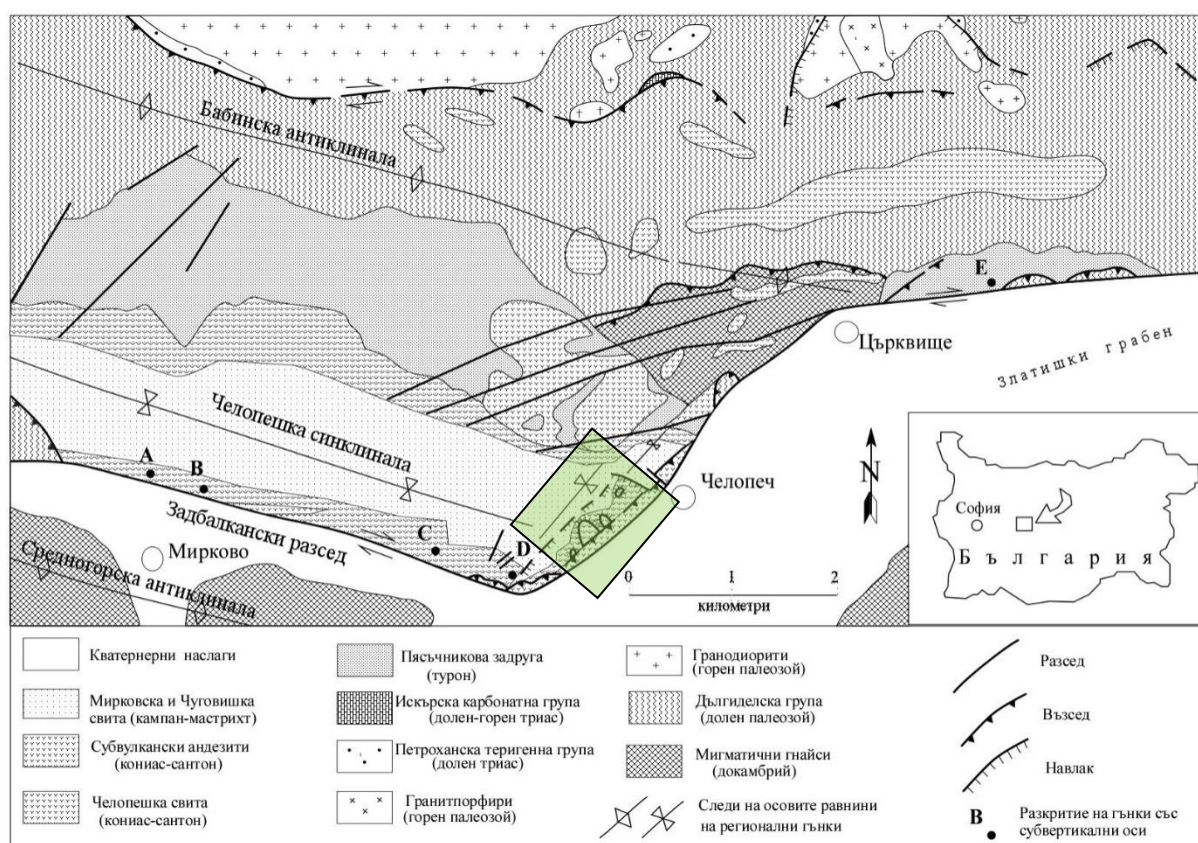 Бабинска антиклинала
E
Църквище
Златишки грабен
Челопешка синклинала
A
B
Челопеч
N
София
България
Задбалкански разсед
C
D
Мирково
Средногорска антиклинала
0 1 2
километри
Кватернерни наслаги
Мирковска и Чуговишка
свита (кампан-мастрихт)
Субвулкански андезити
(кониас-сантон)
Челопешка свита
(кониас-сантон)
Пясъчникова задруга
(турон)
Искърска карбонатна група
(долен-горен триас)
Петроханска теригенна група
(долен триас)
Гранитпорфири
(горен палеозой)
Гранодиорити
(горен палеозой)
Дългиделска група
(долен палеозой)
Мигматични гнайси
(докамбрий)
Следи на осовите равнини
на регионални гънки
Разсед
Възсед
Навлак
B
Разкритие на гънки със
субвертикални оси